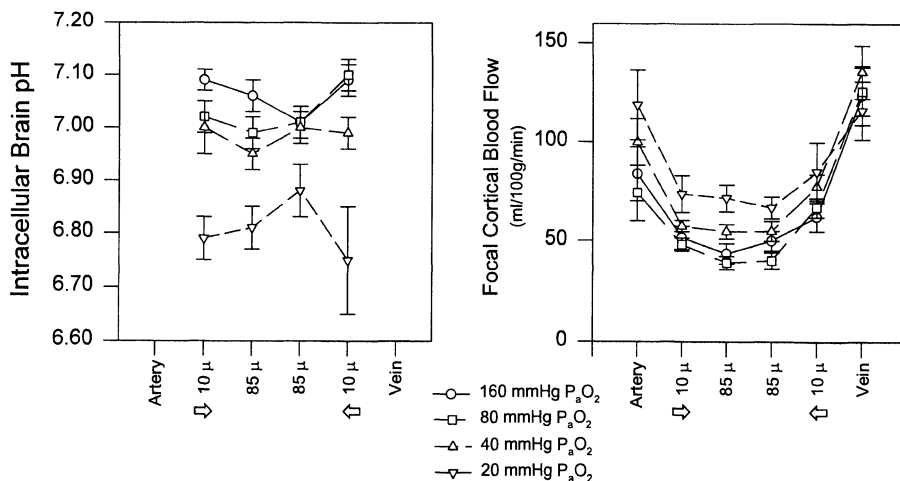 Intracellular Brain pH
7.20
7.10
7.00
6.90
6.80
6.70
6.60
Artery
10 μ
85 μ
85 μ
10 μ
Vein
Focal Cortical Blood Flow
(ml/100g/min)
150
100
50
0
Artery
10 μ
85 μ
85 μ
10 μ
Vein
160 mmHg PaO2
80 mmHg PaO2
40 mmHg PaO2
20 mmHg PaO2